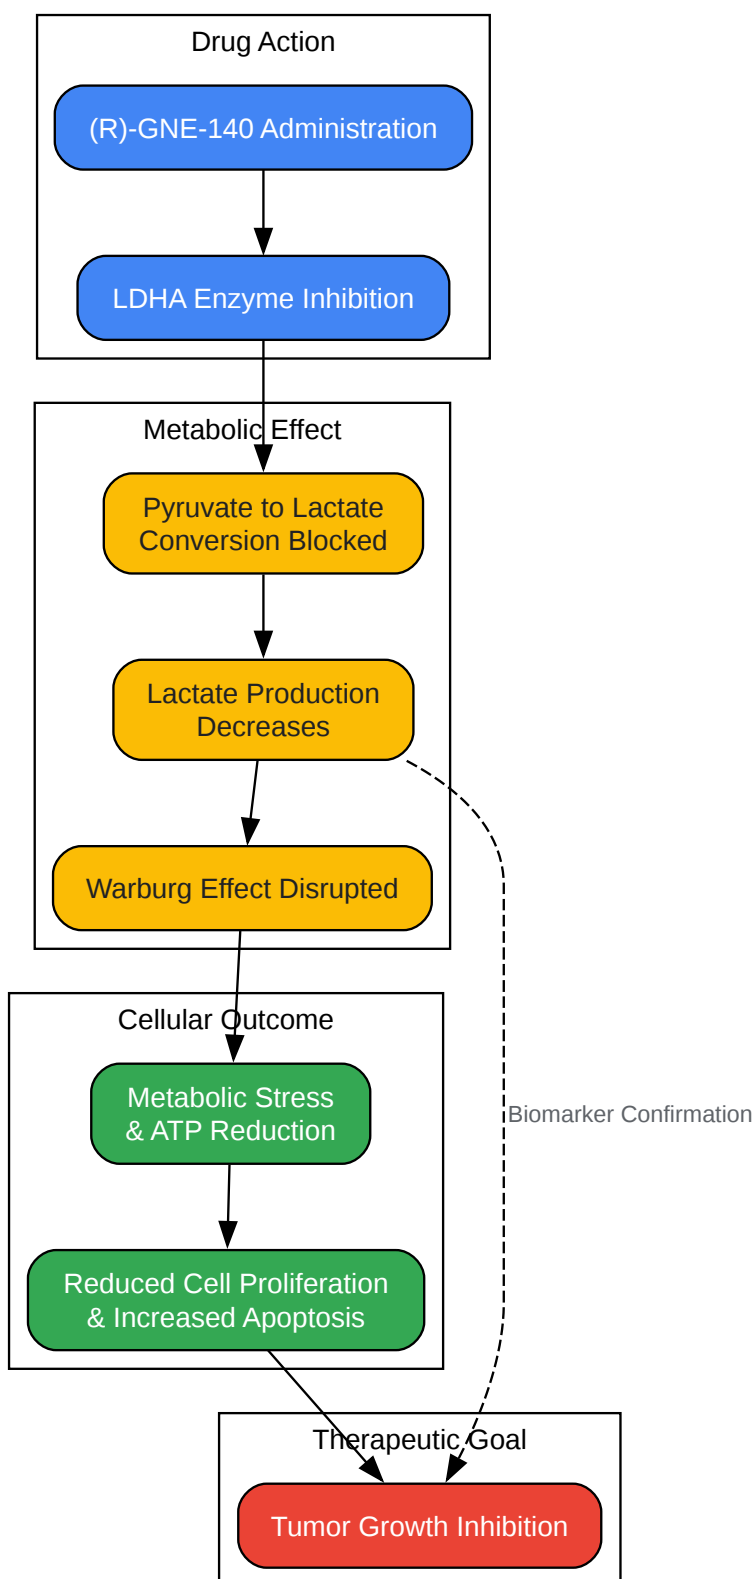 Drug Action
(R)-GNE-140 Administration
LDHA Enzyme Inhibition
Metabolic Effect
Pyruvate to Lactate
Conversion Blocked
Lactate Production
Decreases
Warburg Effect Disrupted
Cellular Outcome
Metabolic Stress
& ATP Reduction
Biomarker Confirmation
Reduced Cell Proliferation
& Increased Apoptosis
Therapeutic Goal
Tumor Growth Inhibition